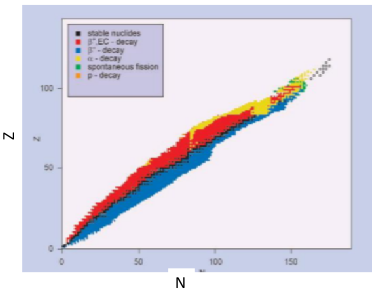 stable nuclides
β⁺,EC - decay
β⁻ - decay
α - decay
spontaneous fission
p - decay
100
Z
Z
50
0
0
50
100
150
N